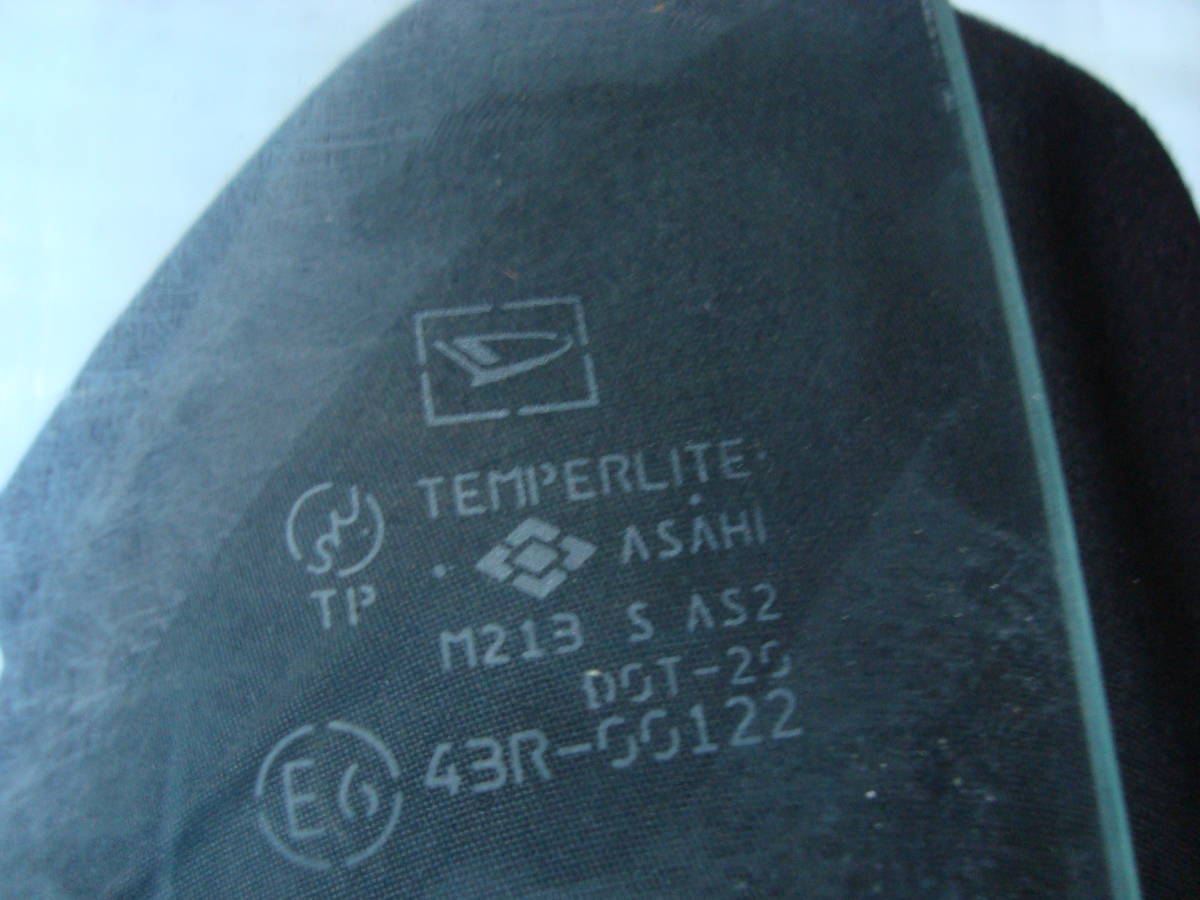 TEMPERLITE
S
TP
ASAHI
M213 S AS2
DOT-20
E6 43R-00122